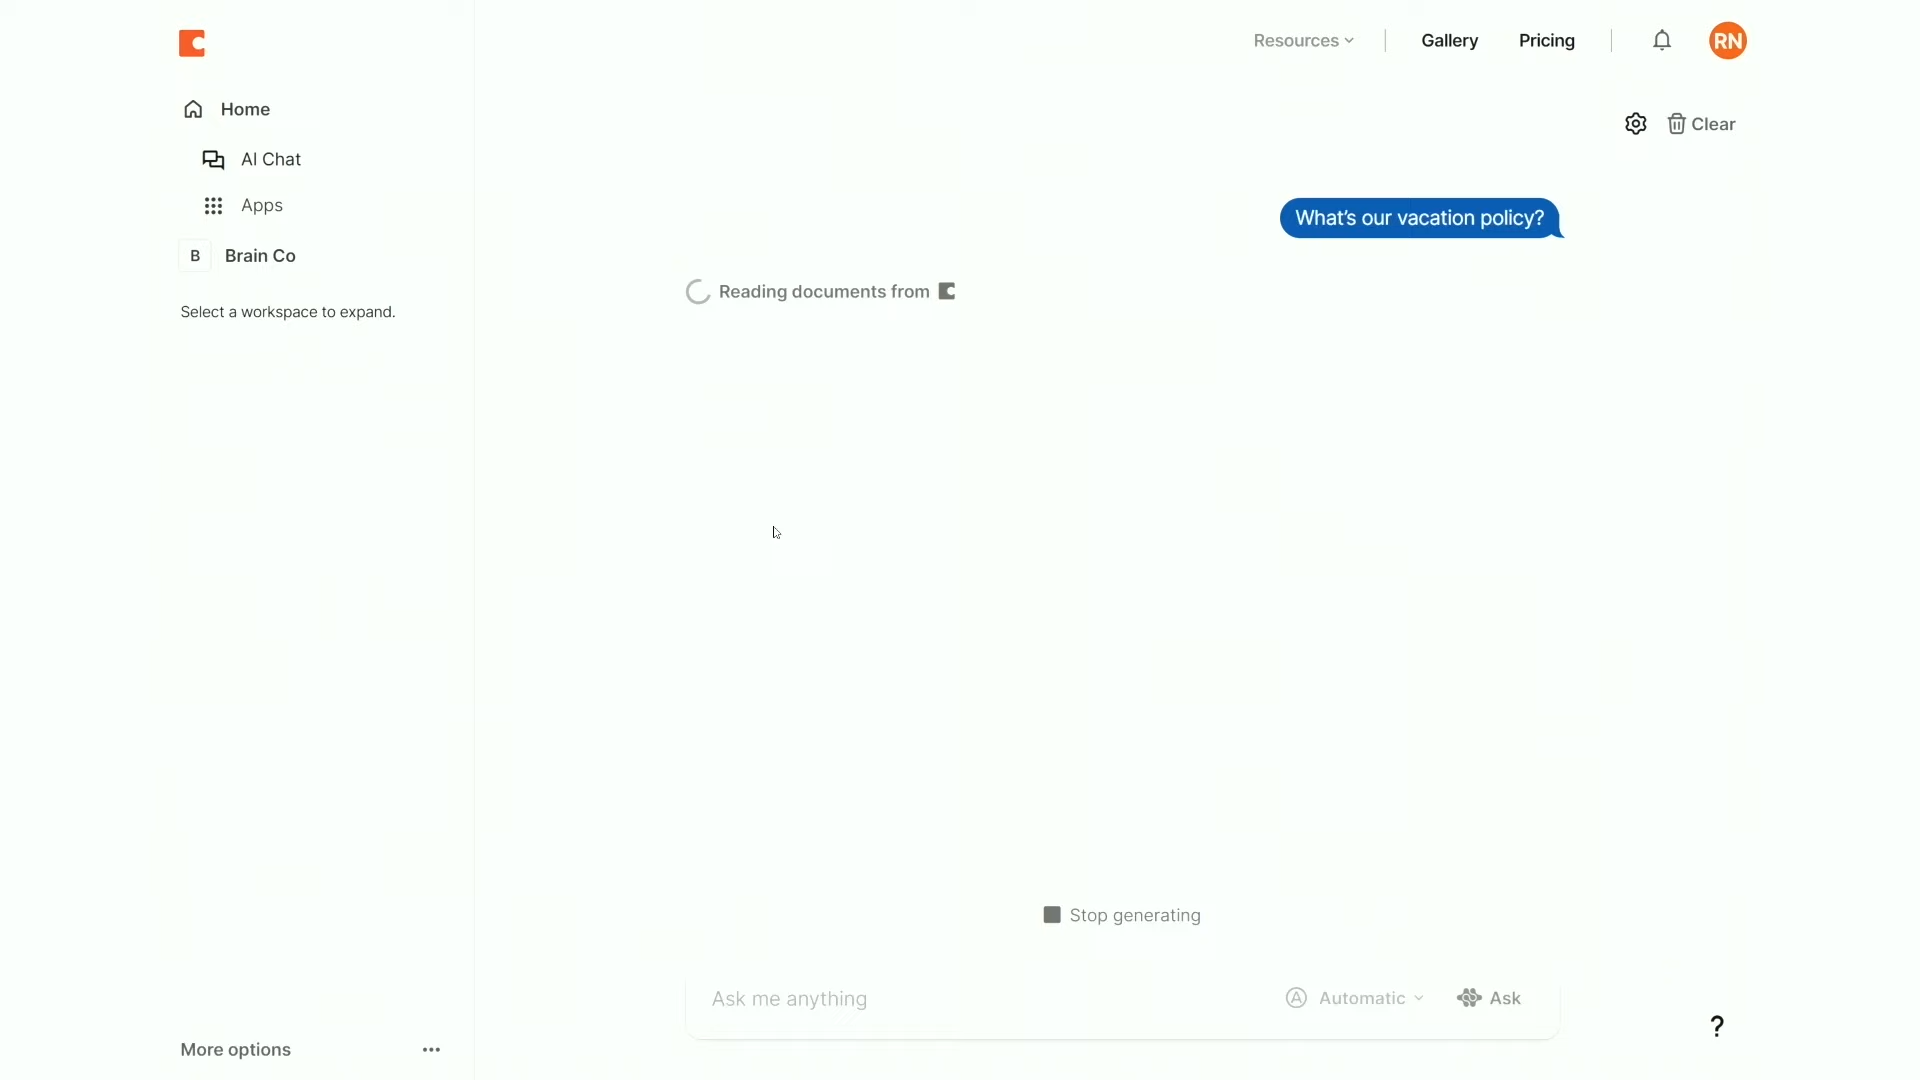 Resources
Gallery
Pricing
RN
Home
Clear
AI Chat
Apps
What's our vacation policy?
B Brain Co
Reading documents from
Select a workspace to expand.
Stop generating
Ask me anything
A Automatic
Ask
?
More options